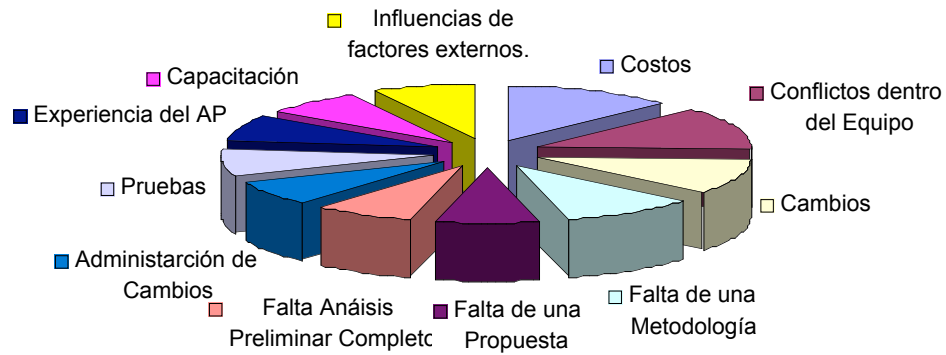 Influencias de
factores externos.
Costos
Conflictos dentro
del Equipo
Cambios
Falta de una
Metodología
Falta de una
Propuesta
Falta Anáisis
Preliminar Completo
Administarción de
Cambios
Pruebas
Experiencia del AP
Capacitación